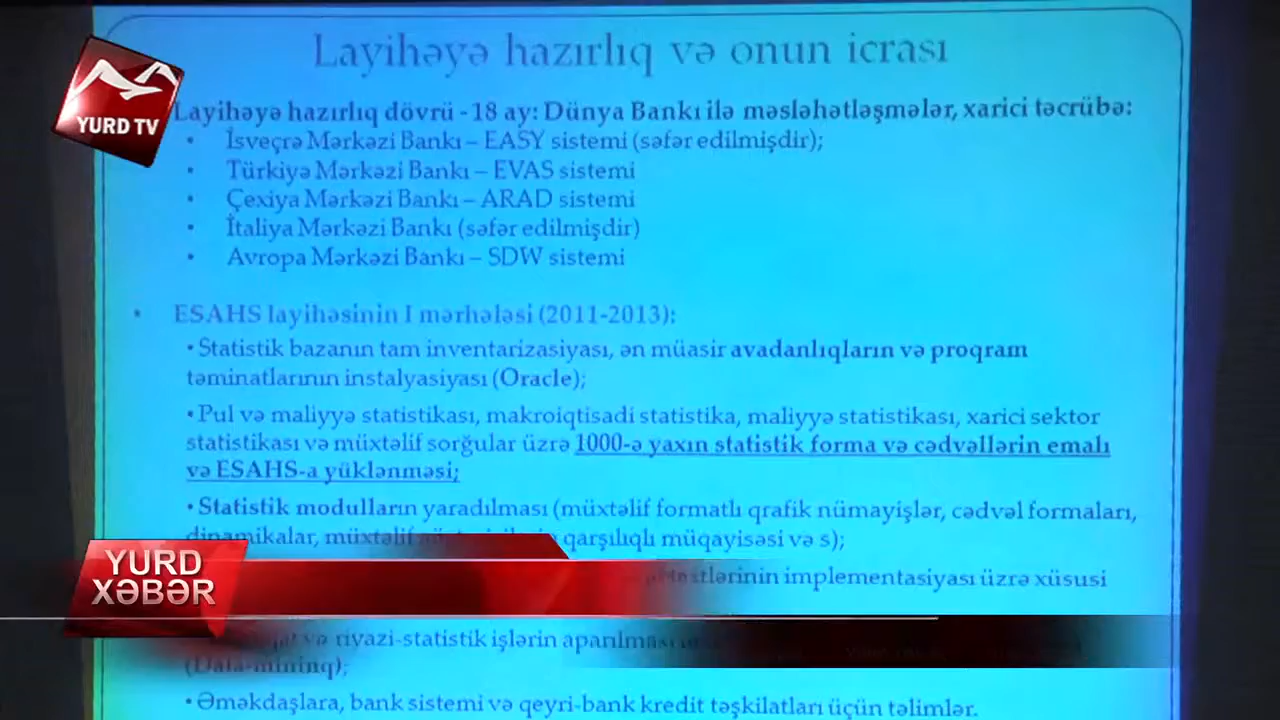 Layihəyə hazırlıq və onun icrası
YURD TV
Layihəyə hazırlıq dövrü - 18 ay: Dünya Bankı ilə məsləhətləşmələr, xarici təcrübə:
• İsveçrə Mərkəzi Bankı – EASY sistemi (səfər edilmişdir);
• Türkiyə Mərkəzi Bankı – EVAS sistemi
• Çexiya Mərkəzi Bankı – ARAD sistemi
• İtaliya Mərkəzi Bankı (səfər edilmişdir)
• Avropa Mərkəzi Bankı – SDW sistemi
• ESAHS layihəsinin I mərhələsi (2011-2013):
• Statistik bazanın tam inventarizasiyası, ən müasir avadanlıqların və proqram
təminatlarının instalyasiyası (Oracle);
• Pul və maliyyə statistikası, makroiqtisadi statistika, maliyyə statistikası, xarici sektor
statistikası və müxtəlif sorğular üzrə 1000-ə yaxın statistik forma və cədvəllərin emalı
və ESAHS-a yüklənməsi;
• Statistik modulların yaradılması (müxtəlif formatlı qrafik nümayişlər, cədvəl formaları,
dinamikalar, müxtəlif qarşılıqlı müqayisəsi və s);
implementasiyası üzrə xüsusi
YURD
XƏBƏR
və riyazi-statistik işlərin aparılması
(Data-mininq);
• Əməkdaşlara, bank sistemi və qeyri-bank kredit təşkilatları üçün təlimlər.